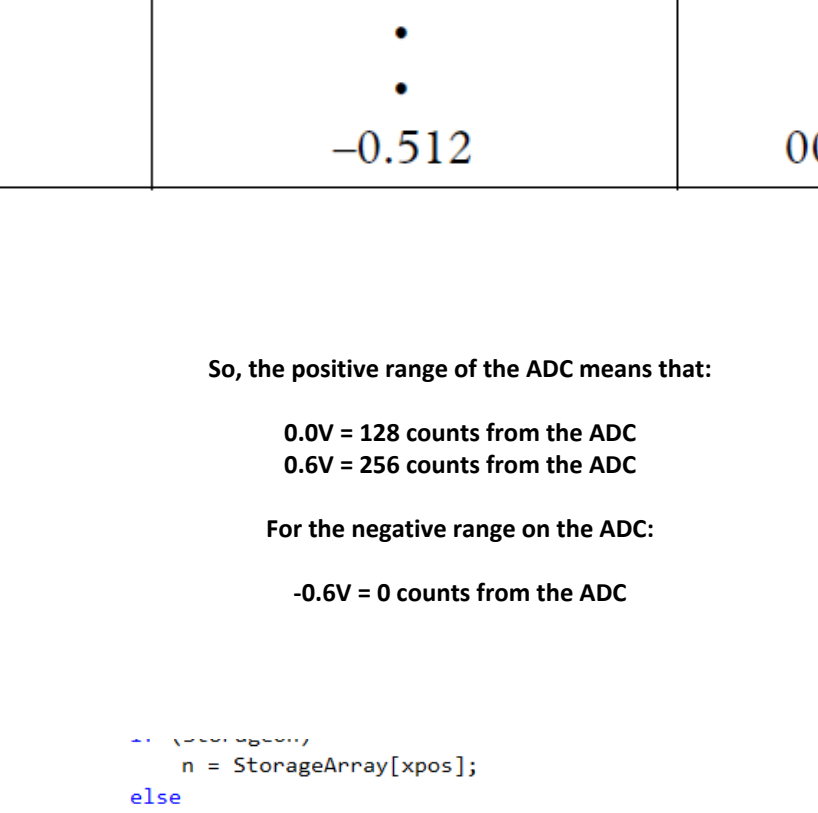 –0.512
So, the positive range of the ADC means that:
0.0V = 128 counts from the ADC
0.6V = 256 counts from the ADC
For the negative range on the ADC:
-0.6V = 0 counts from the ADC
n = StorageArray[xpos];
else